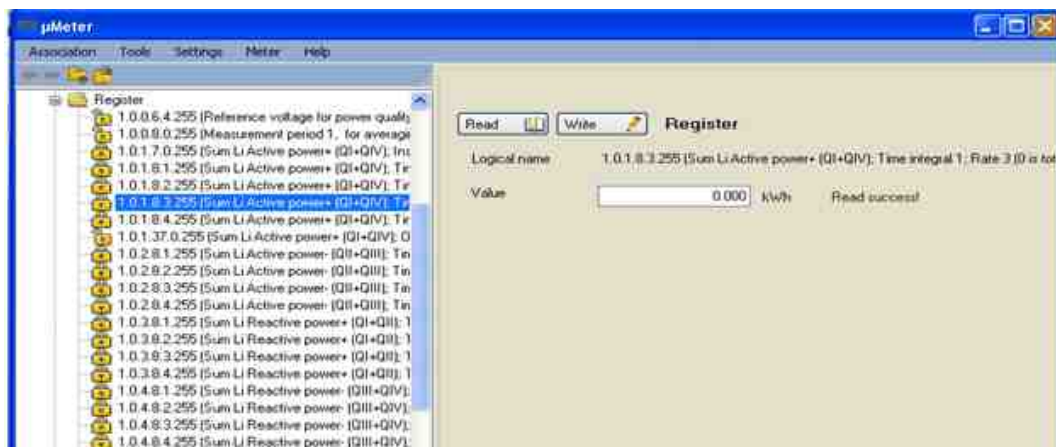 µMeter
Association Tools Settings Meter Help
Register
1.0.0.6.4.255 (Reference voltage for power quality
1.0.0.8.0.255 (Measurement period 1, for averagin
1.0.1.7.0.255 (Sum Li Active power+ (QI+QIV); Ins
1.0.1.8.1.255 (Sum Li Active power+ (QI+QIV); Tir
1.0.1.8.2.255 (Sum Li Active power+ (QI+QIV); Tir
1.0.1.8.3.255 (Sum Li Active power+ (QI+QIV); Tir
1.0.1.8.4.255 (Sum Li Active power+ (QI+QIV); Tir
1.0.1.37.0.255 (Sum Li Active power+ (QI+QIV); O
1.0.2.8.1.255 (Sum Li Active power- (QII+QIII); Tin
1.0.2.8.2.255 (Sum Li Active power- (QII+QIII); Tin
1.0.2.8.3.255 (Sum Li Active power- (QII+QIII); Tin
1.0.2.8.4.255 (Sum Li Active power- (QII+QIII); Tin
1.0.3.8.1.255 (Sum Li Reactive power+ (QI+QII); T
1.0.3.8.2.255 (Sum Li Reactive power+ (QI+QII); T
1.0.3.8.3.255 (Sum Li Reactive power+ (QI+QII); T
1.0.3.8.4.255 (Sum Li Reactive power+ (QI+QII); T
1.0.4.8.1.255 (Sum Li Reactive power- (QIII+QIV);
1.0.4.8.2.255 (Sum Li Reactive power- (QIII+QIV);
1.0.4.8.3.255 (Sum Li Reactive power- (QIII+QIV);
1.0.4.8.4.255 (Sum Li Reactive power- (QIII+QIV);
Read Write Register
Logical name 1.0.1.8.3.255 (Sum Li Active power+ (QI+QIV); Time integral 1; Rate 3 (0 is tot
Value 0.000 kWh Read success!